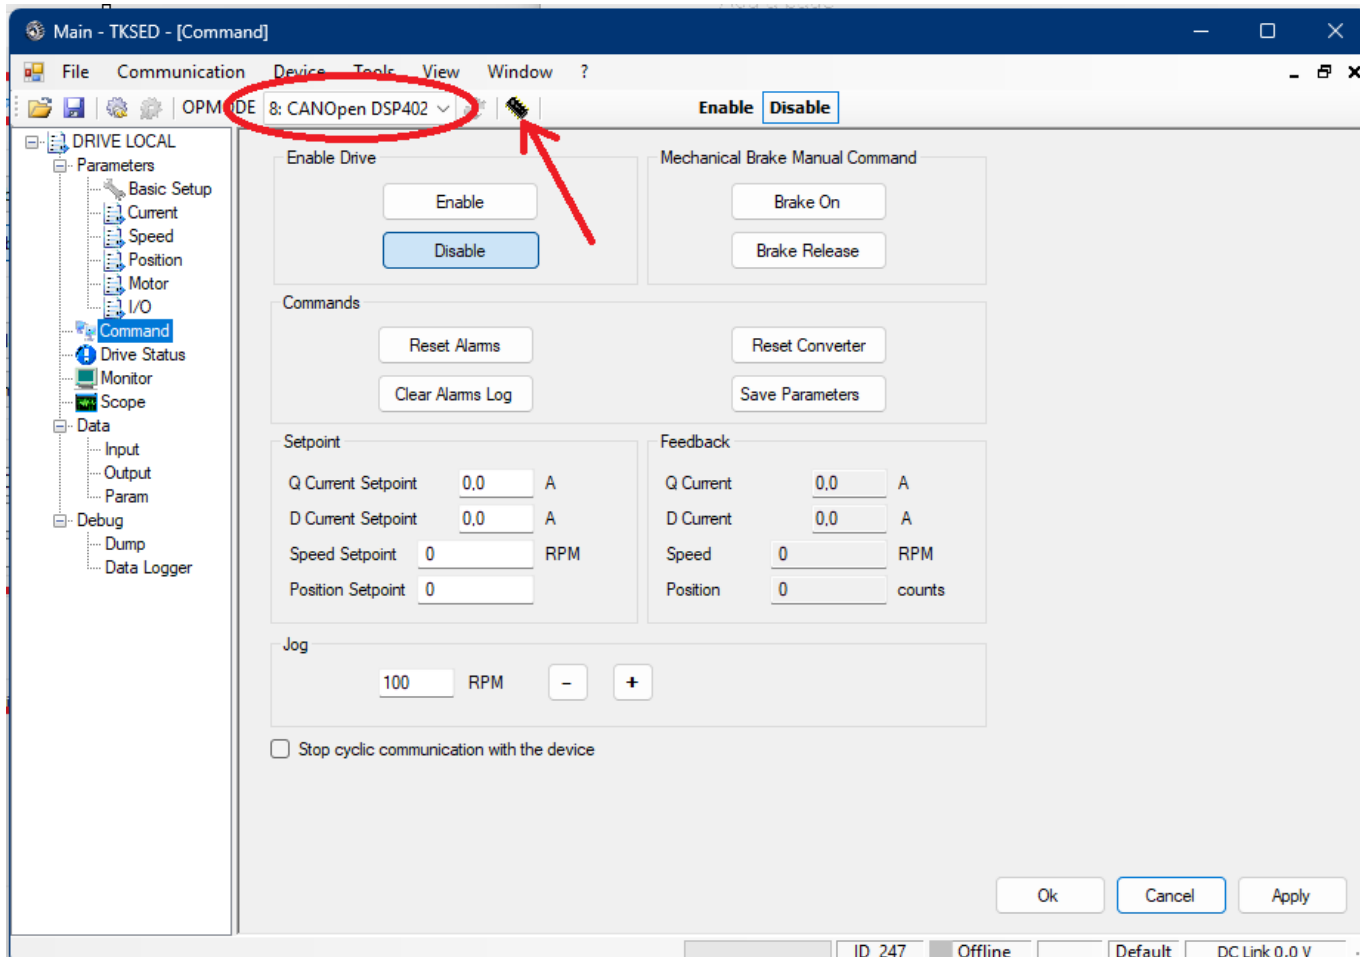 Main - TKSED - [Command]
File Communication Device Tools View Window ?
OPMODE 8: CANOpen DSP402 Enable Disable
DRIVE LOCAL
Parameters
Basic Setup
Current
Speed
Position
Motor
I/O
Command
Drive Status
Monitor
Scope
Data
Input
Output
Param
Debug
Dump
Data Logger
Enable Drive
Enable
Disable
Mechanical Brake Manual Command
Brake On
Brake Release
Commands
Reset Alarms Reset Converter
Clear Alarms Log Save Parameters
Setpoint
Q Current Setpoint 0,0 A
D Current Setpoint 0,0 A
Speed Setpoint 0 RPM
Position Setpoint 0
Feedback
Q Current 0,0 A
D Current 0,0 A
Speed 0 RPM
Position 0 counts
Jog
100 RPM - +
Stop cyclic communication with the device
Ok Cancel Apply
ID 247 Offline Default DC Link 0.0 V